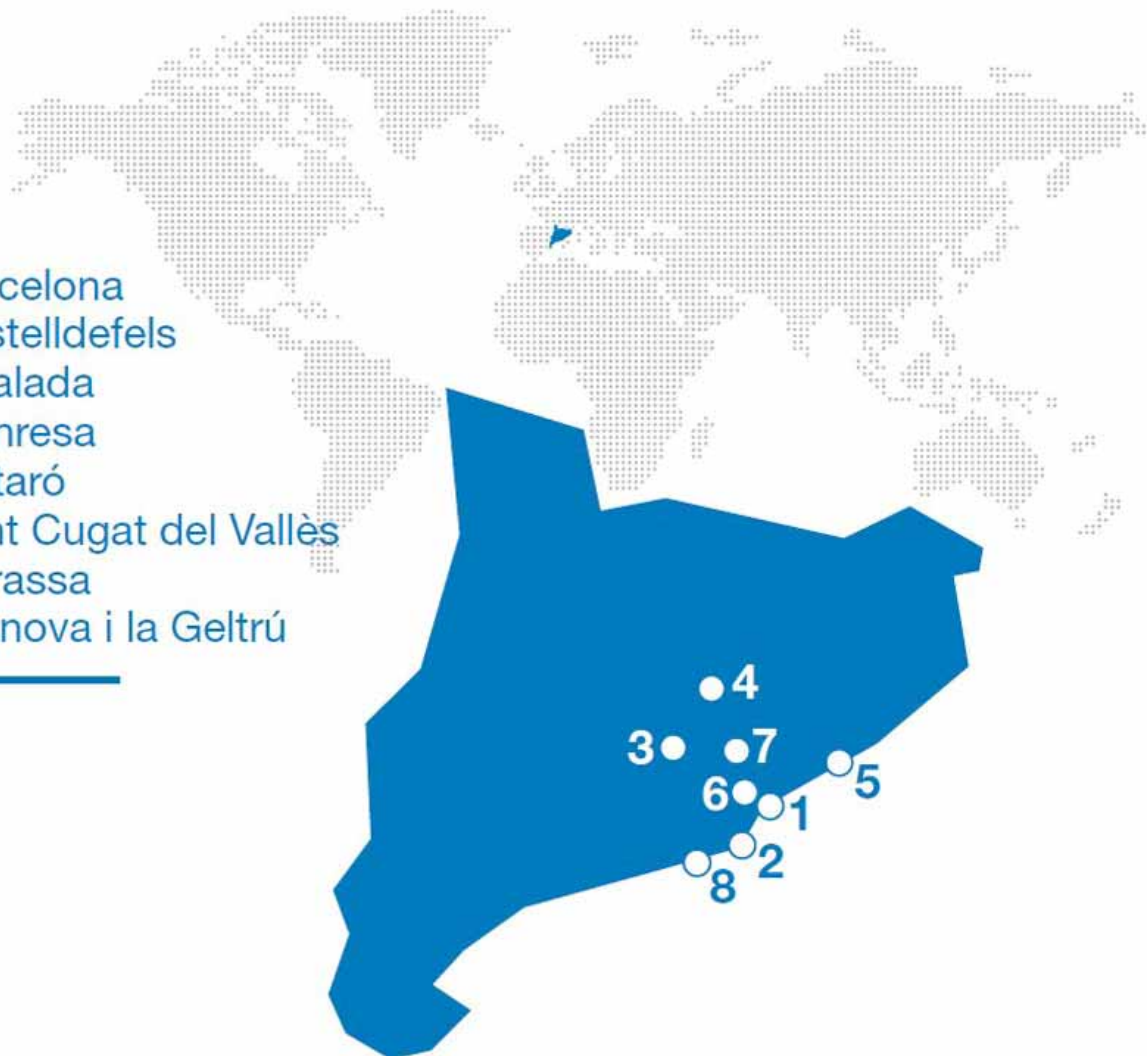 celona
stelldefels
alada
nresa
taró
nt Cugat del Vallès
rassa
nova i la Geltrú
4
3
7
5
6
1
2
8